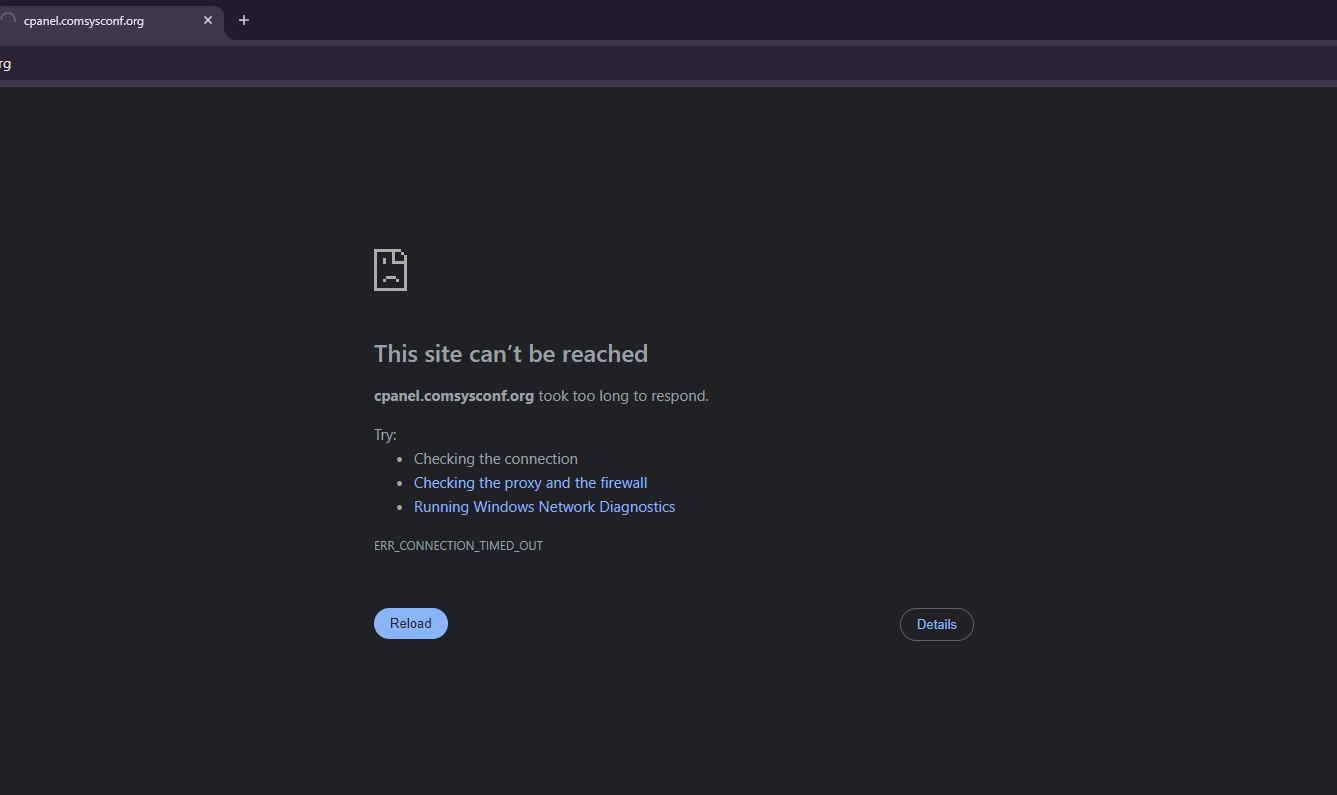 cpanel.comsysconf.org
rg
This site can’t be reached
cpanel.comsysconf.org took too long to respond.
Try:
Checking the connection
Checking the proxy and the firewall
Running Windows Network Diagnostics
ERR_CONNECTION_TIMED_OUT
Reload
Details